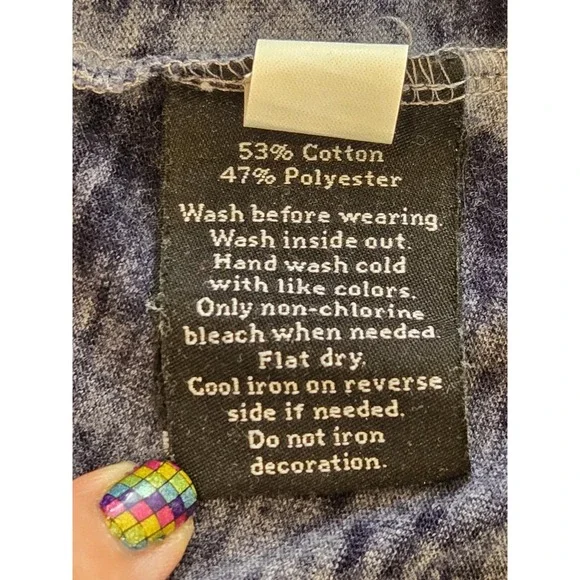 53% Cotton
47% Polyester
Wash before wearing.
Wash inside out.
Hand wash cold
with like colors.
Only non-chlorine
bleach when needed.
Flat dry.
Cool iron on reverse
side if needed.
Do not iron
decoration.